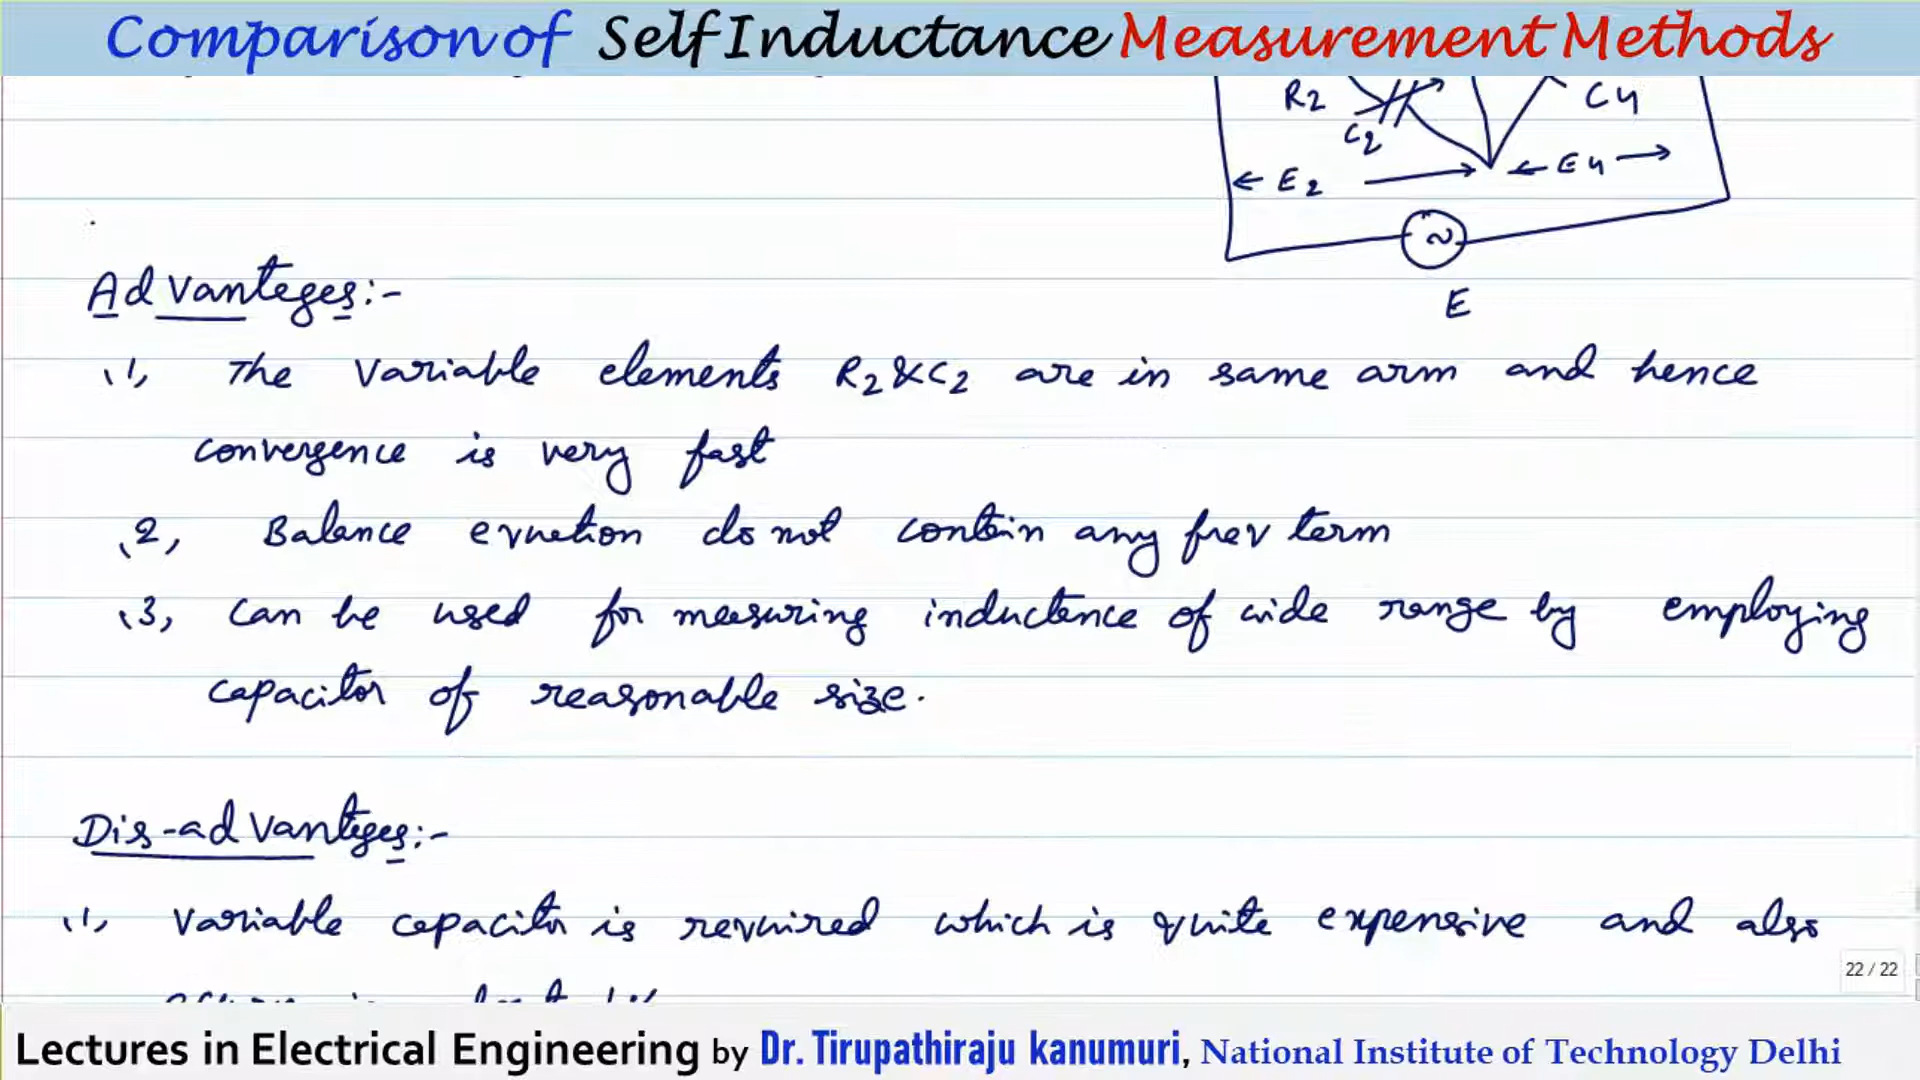 Comparison of Self Inductance Measurement Methods
R2 C2 C4
← E2 → ← E4 →
E
Advanteges:-
(1) The Variable elements R2 & C2 are in same arm and hence
convergence is very fast
(2) Balance equation do not contain any freq term
(3) Can be used for measuring inductence of wide range by employing
capacitor of reasonable size.
Dis-advanteges:-
(1) Variable capacitor is required which is quite expensive and also
22 / 22
Lectures in Electrical Engineering by Dr. Tirupathiraju kanumuri, National Institute of Technology Delhi